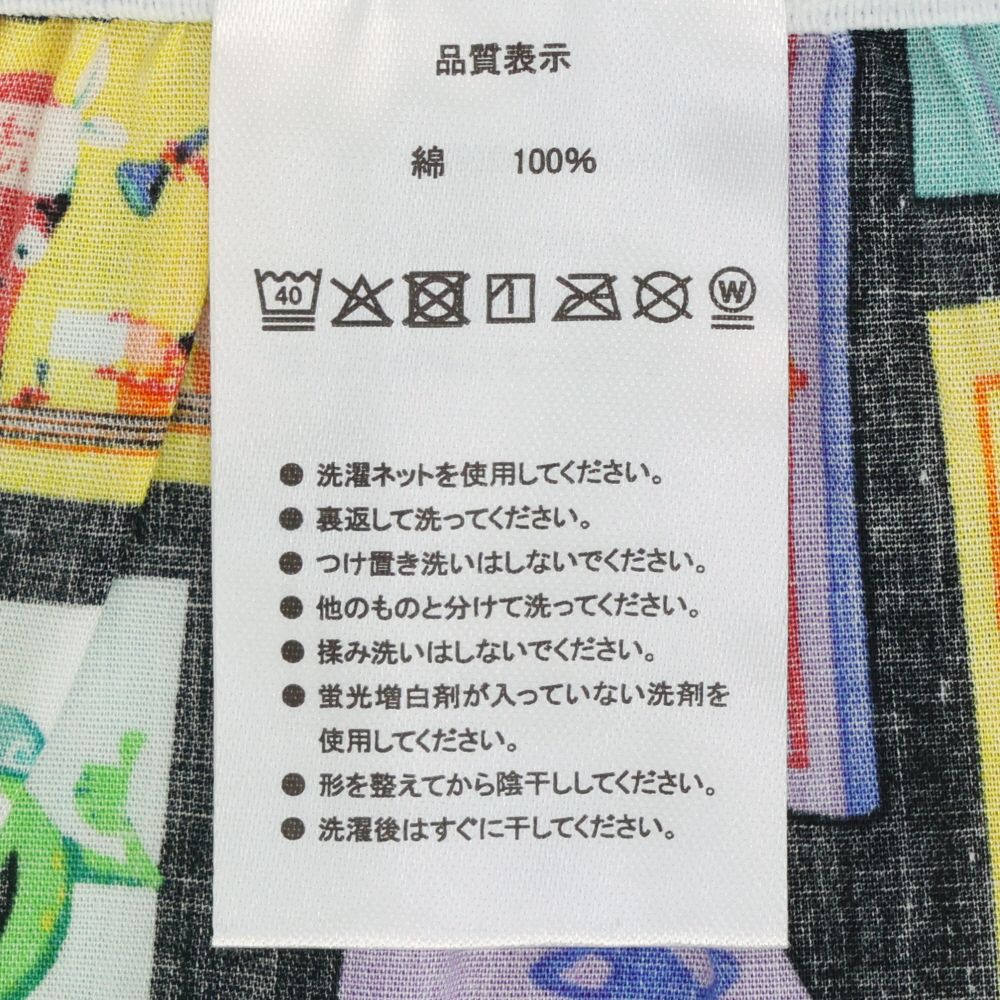 品質表示
綿 100%
40 W
● 洗濯ネットを使用してください。
● 裏返して洗ってください。
● つけ置き洗いはしないでください。
● 他のものと分けて洗ってください。
● 揉み洗いはしないでください。
● 蛍光増白剤が入っていない洗剤を
使用してください。
● 形を整えてから陰干ししてください。
● 洗濯後はすぐに干してください。